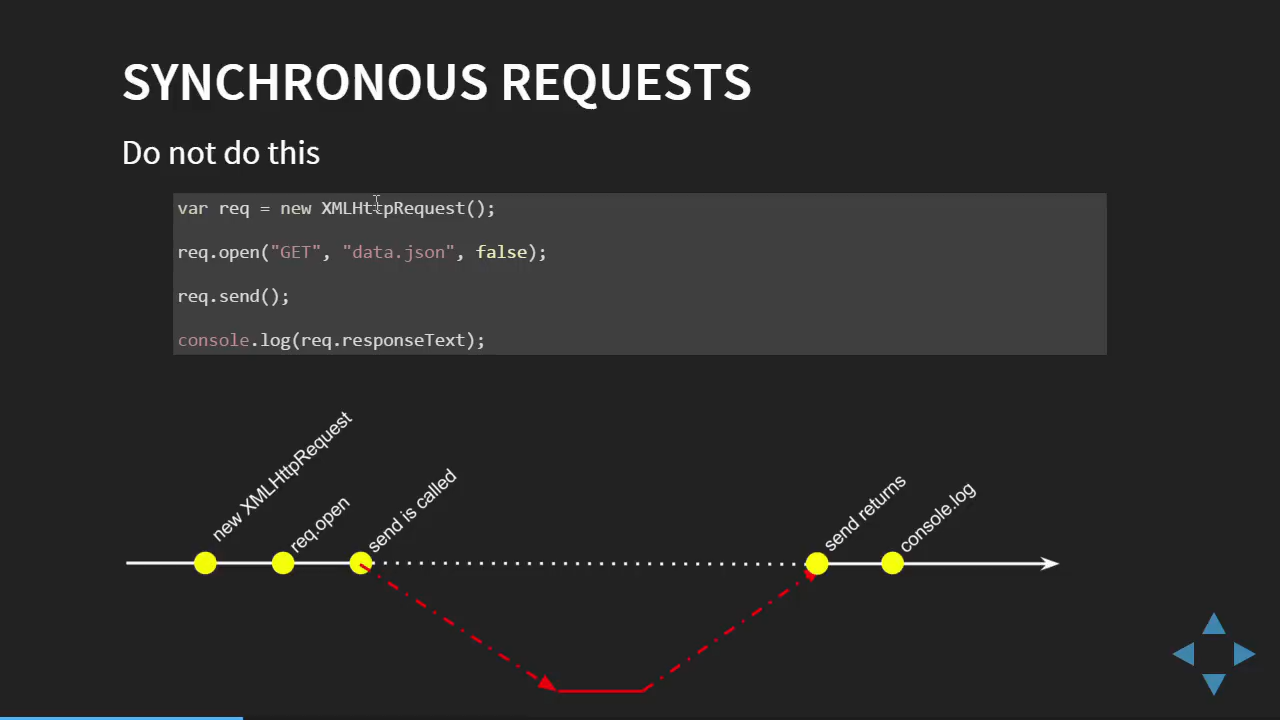 SYNCHRONOUS REQUESTS
Do not do this
var req = new XMLHttpRequest();
req.open("GET", "data.json", false);
req.send();
console.log(req.responseText);
new XMLHttpRequest
req.open
send is called
send returns
console.log